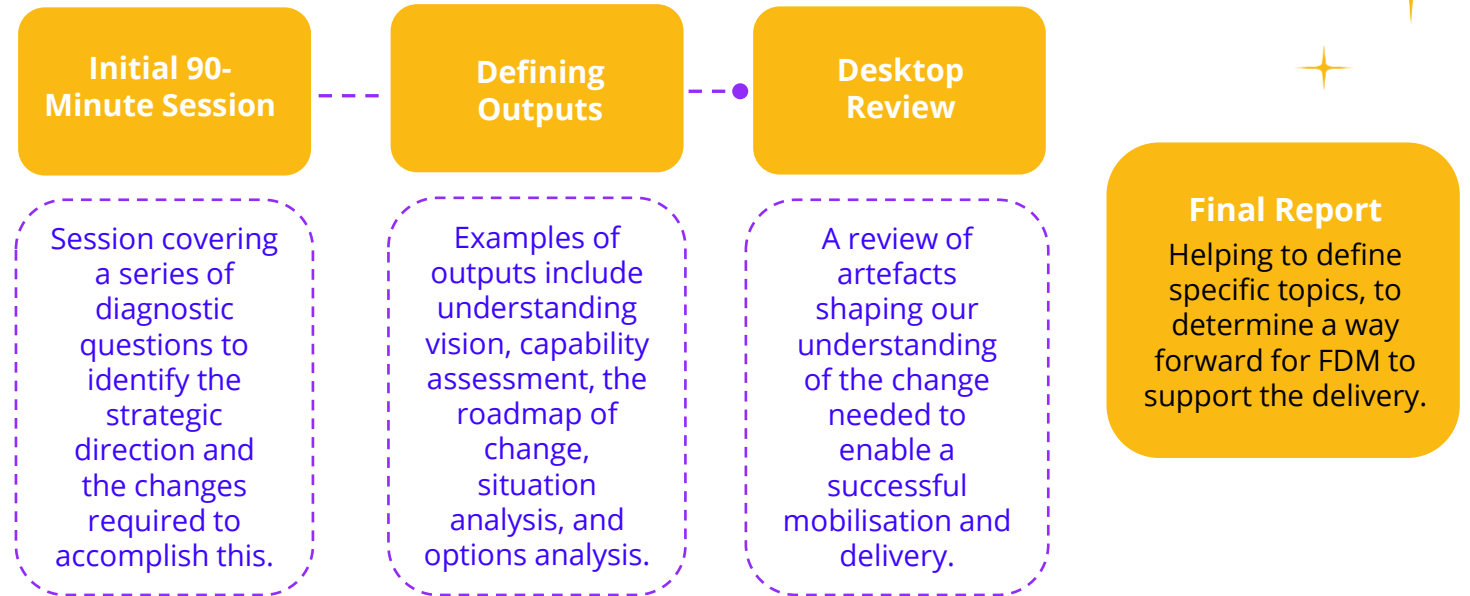 Initial 90-
Minute Session
Session covering
a series of
diagnostic
questions to
identify the
strategic
direction and
the changes
required to
accomplish this.
Defining
Outputs
Examples of
outputs include
understanding
vision, capability
assessment, the
roadmap of
change,
situation
analysis, and
options analysis.
Desktop
Review
A review of
artefacts
shaping our
understanding
of the change
needed to
enable a
successful
mobilisation and
delivery.
Final Report
Helping to define
specific topics, to
determine a way
forward for FDM to
support the delivery.